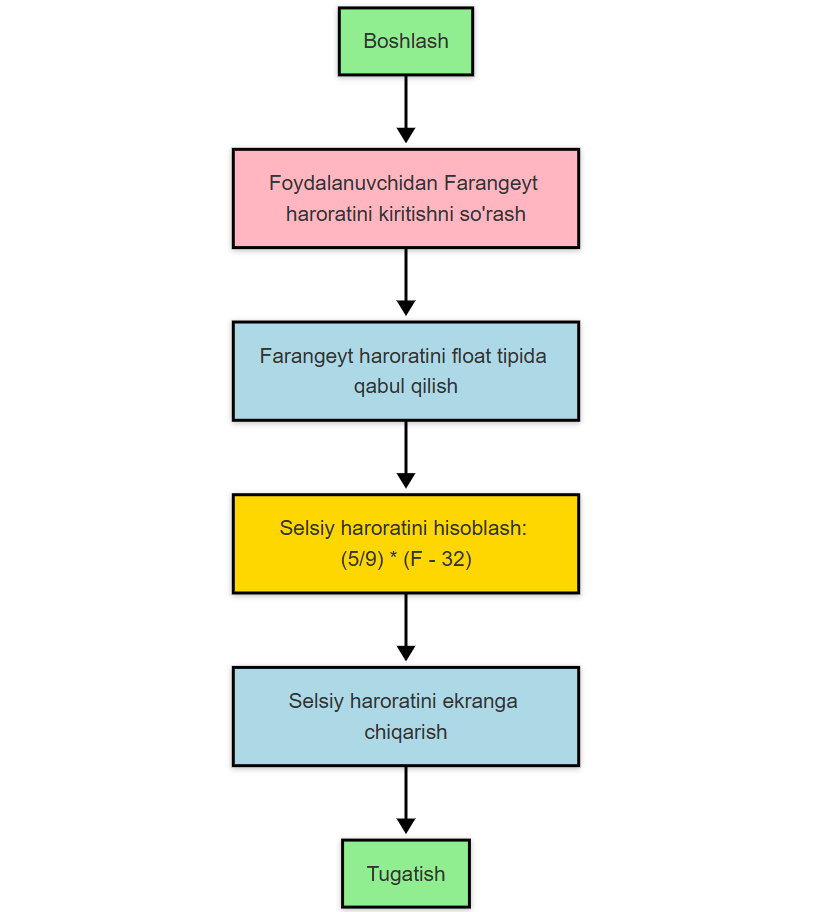 Boshlash
Foydalanuvchidan Farangeyt
haroratini kiritishni so'rash
Farangeyt haroratini float tipida
qabul qilish
Selsiy haroratini hisoblash:
(5/9) * (F - 32)
Selsiy haroratini ekranga
chiqarish
Tugatish